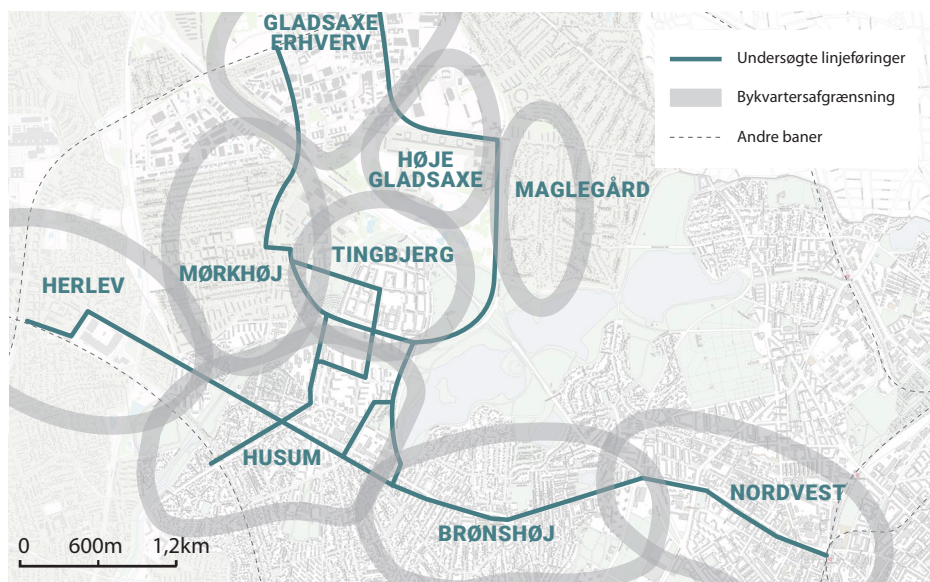 GLADSAXE
ERHVERV
Undersøgte linjeføringer
Bykvartersafgrænsning
Andre baner
HØJE
GLADSAXE
MAGLEGÅRD
TINGBJERG
MØRKHØJ
HERLEV
HUSUM
NORDVEST
BRØNSHØJ
0 600m 1,2km